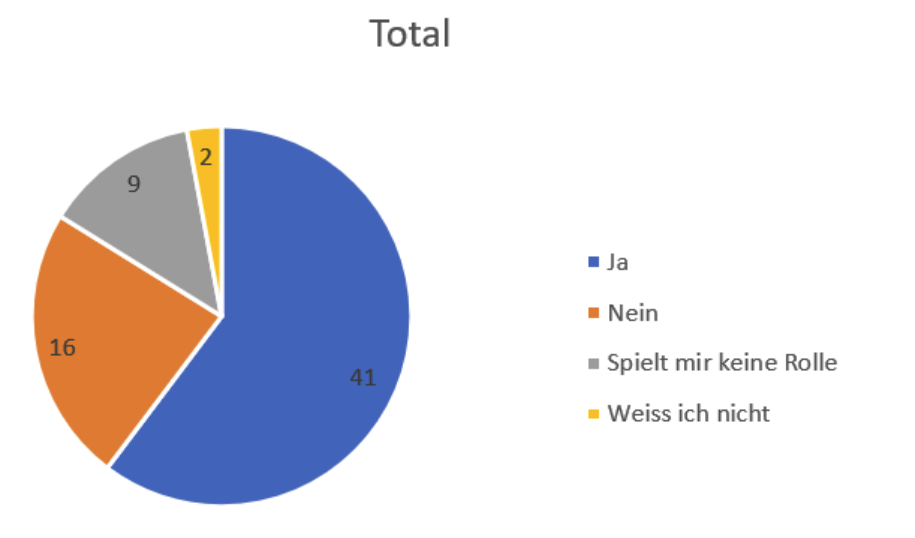 Total
2
9
16
41
Ja
Nein
Spielt mir keine Rolle
Weiss ich nicht